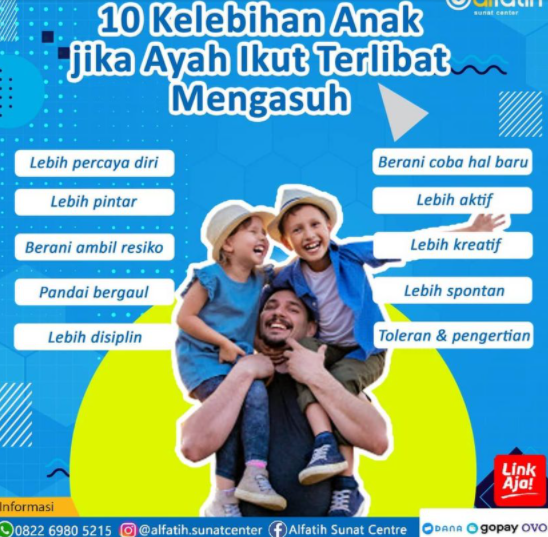 alfatih
sunat center
10 Kelebihan Anak
jika Ayah Ikut Terlibat
Mengasuh
Lebih percaya diri
Lebih pintar
Berani ambil resiko
Pandai bergaul
Lebih disiplin
Berani coba hal baru
Lebih aktif
Lebih kreatif
Lebih spontan
Toleran & pengertian
Link
Aja!
Informasi
0822 6980 5215 @alfatih.sunatcenter Alfatih Sunat Centre DANA gopay OVO